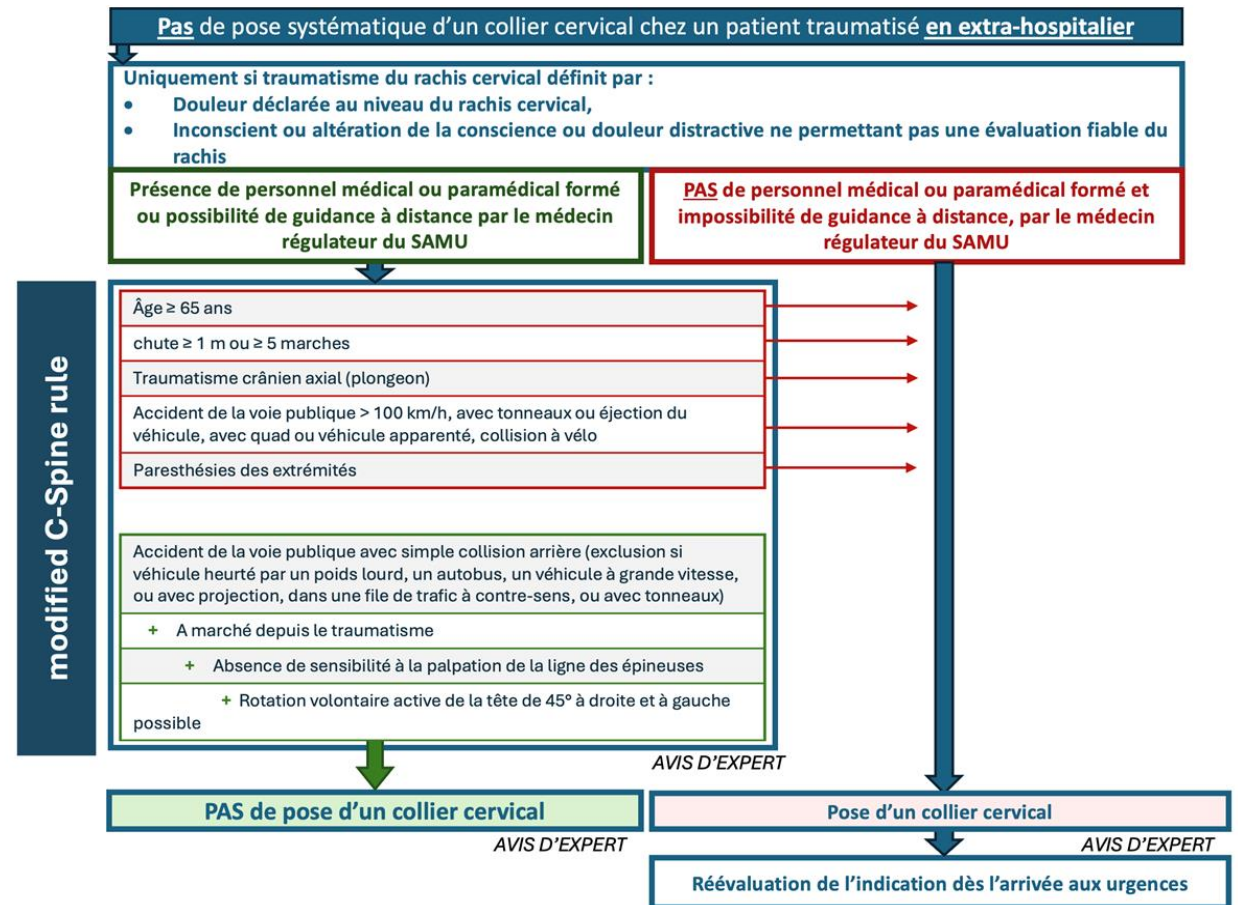 Pas de pose systématique d'un collier cervical chez un patient traumatisé en extra-hospitalier
Uniquement si traumatisme du rachis cervical définit par :
• Douleur déclarée au niveau du rachis cervical,
• Inconscient ou altération de la conscience ou douleur distractive ne permettant pas une évaluation fiable du
rachis
Présence de personnel médical ou paramédical formé
ou possibilité de guidance à distance par le médecin
régulateur du SAMU
PAS de personnel médical ou paramédical formé et
impossibilité de guidance à distance, par le médecin
régulateur du SAMU
modified C-Spine rule
Âge ≥ 65 ans
chute ≥ 1 m ou ≥ 5 marches
Traumatisme crânien axial (plongeon)
Accident de la voie publique > 100 km/h, avec tonneaux ou éjection du
véhicule, avec quad ou véhicule apparenté, collision à vélo
Paresthésies des extrémités
Accident de la voie publique avec simple collision arrière (exclusion si
véhicule heurté par un poids lourd, un autobus, un véhicule à grande vitesse,
ou avec projection, dans une file de trafic à contre-sens, ou avec tonneaux)
+ A marché depuis le traumatisme
+ Absence de sensibilité à la palpation de la ligne des épineuses
+ Rotation volontaire active de la tête de 45° à droite et à gauche
possible
AVIS D'EXPERT
PAS de pose d'un collier cervical
AVIS D'EXPERT
Pose d'un collier cervical
AVIS D'EXPERT
Réévaluation de l'indication dès l'arrivée aux urgences